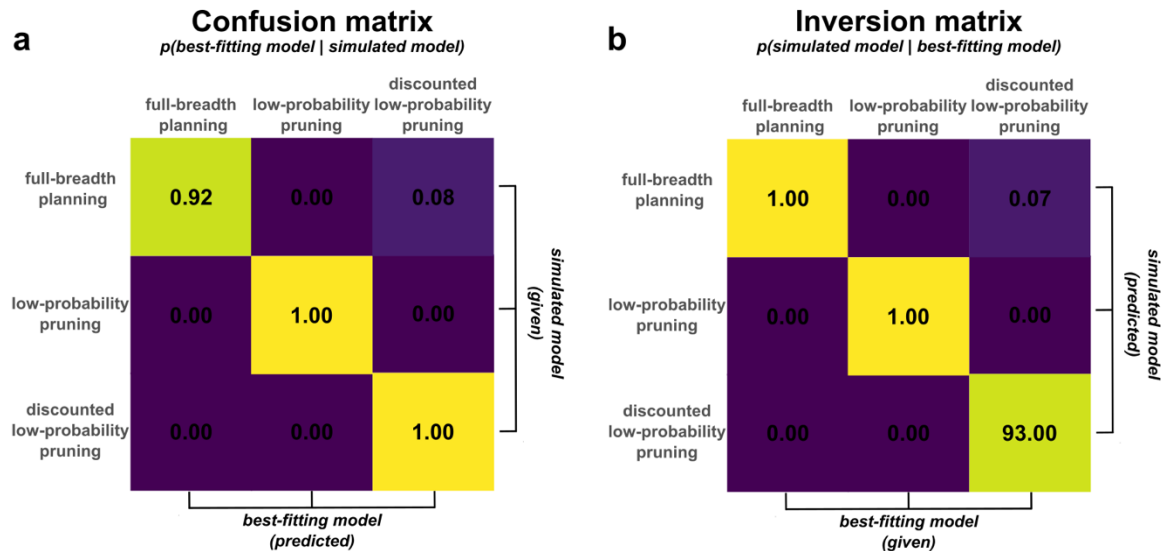 a
Confusion matrix
p(best-fitting model | simulated model)
full-breadth
planning
low-probability
pruning
discounted
low-probability
pruning
full-breadth
planning
0.92
0.00
0.08
low-probability
pruning
0.00
1.00
0.00
discounted
low-probability
pruning
0.00
0.00
1.00
simulated model
(given)
best-fitting model
(predicted)
b
Inversion matrix
p(simulated model | best-fitting model)
full-breadth
planning
low-probability
pruning
discounted
low-probability
pruning
full-breadth
planning
1.00
0.00
0.07
low-probability
pruning
0.00
1.00
0.00
discounted
low-probability
pruning
0.00
0.00
93.00
simulated model
(predicted)
best-fitting model
(given)